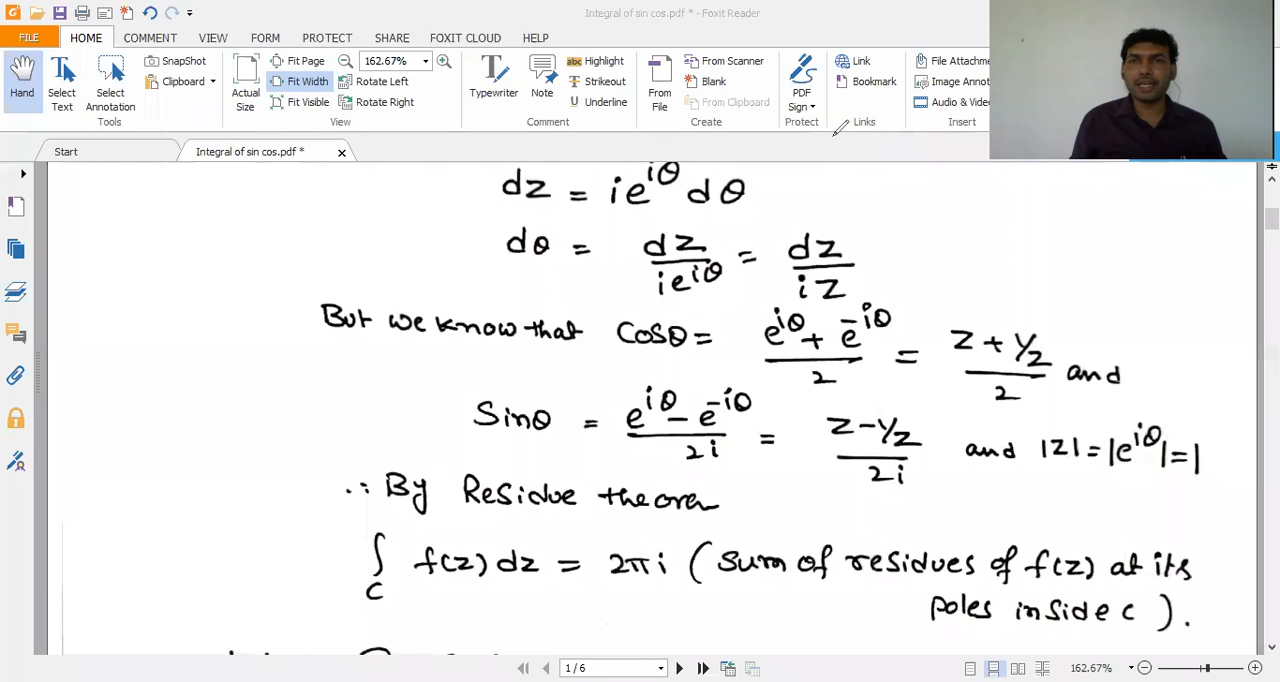 Integral of sin cos.pdf * - Foxit Reader
FILE HOME COMMENT VIEW FORM PROTECT SHARE FOXIT CLOUD HELP
Hand
Select Text
Select Annotation
SnapShot
Clipboard
Tools
Actual Size
Fit Page
Fit Width
Fit Visible
162.67%
Rotate Left
Rotate Right
View
Typewriter
Note
Highlight
Strikeout
Underline
Comment
From File
From Scanner
Blank
From Clipboard
Create
PDF Sign
Protect
Link
Bookmark
Links
File Attachme
Image Annot
Audio & Vide
Insert
Start
Integral of sin cos.pdf *
dz = ie^{iθ} dθ
dθ = dz/ie^{iθ} = dz/iz
But we know that Cosθ = (e^{iθ} + e^{-iθ})/2 = (z + 1/z)/2 and
Sinθ = (e^{iθ} - e^{-iθ})/2i = (z - 1/z)/2i and |z| = |e^{iθ}| = 1
∴ By Residue theorem
∫_C f(z) dz = 2πi (Sum of residues of f(z) at its
poles inside c).
1 / 6
162.67%